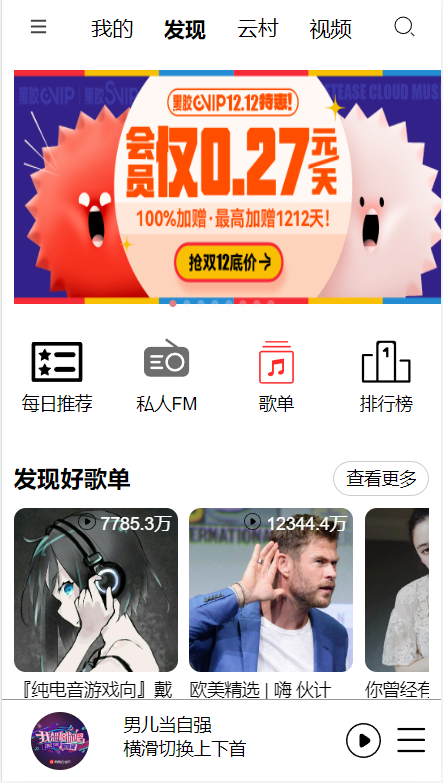 我的 发现 云村 视频
黑胶VIP 黑胶SVIP
黑胶VIP12.12特惠!
会员仅0.27元/天
100%加赠·最高加赠1212天!
抢双12底价
每日推荐 私人FM 歌单 排行榜
发现好歌单 查看更多
7785.3万 12344.4万
『纯电音游戏向』戴 欧美精选 | 嗨 伙计 你曾经有
男儿当自强
横滑切换上下首